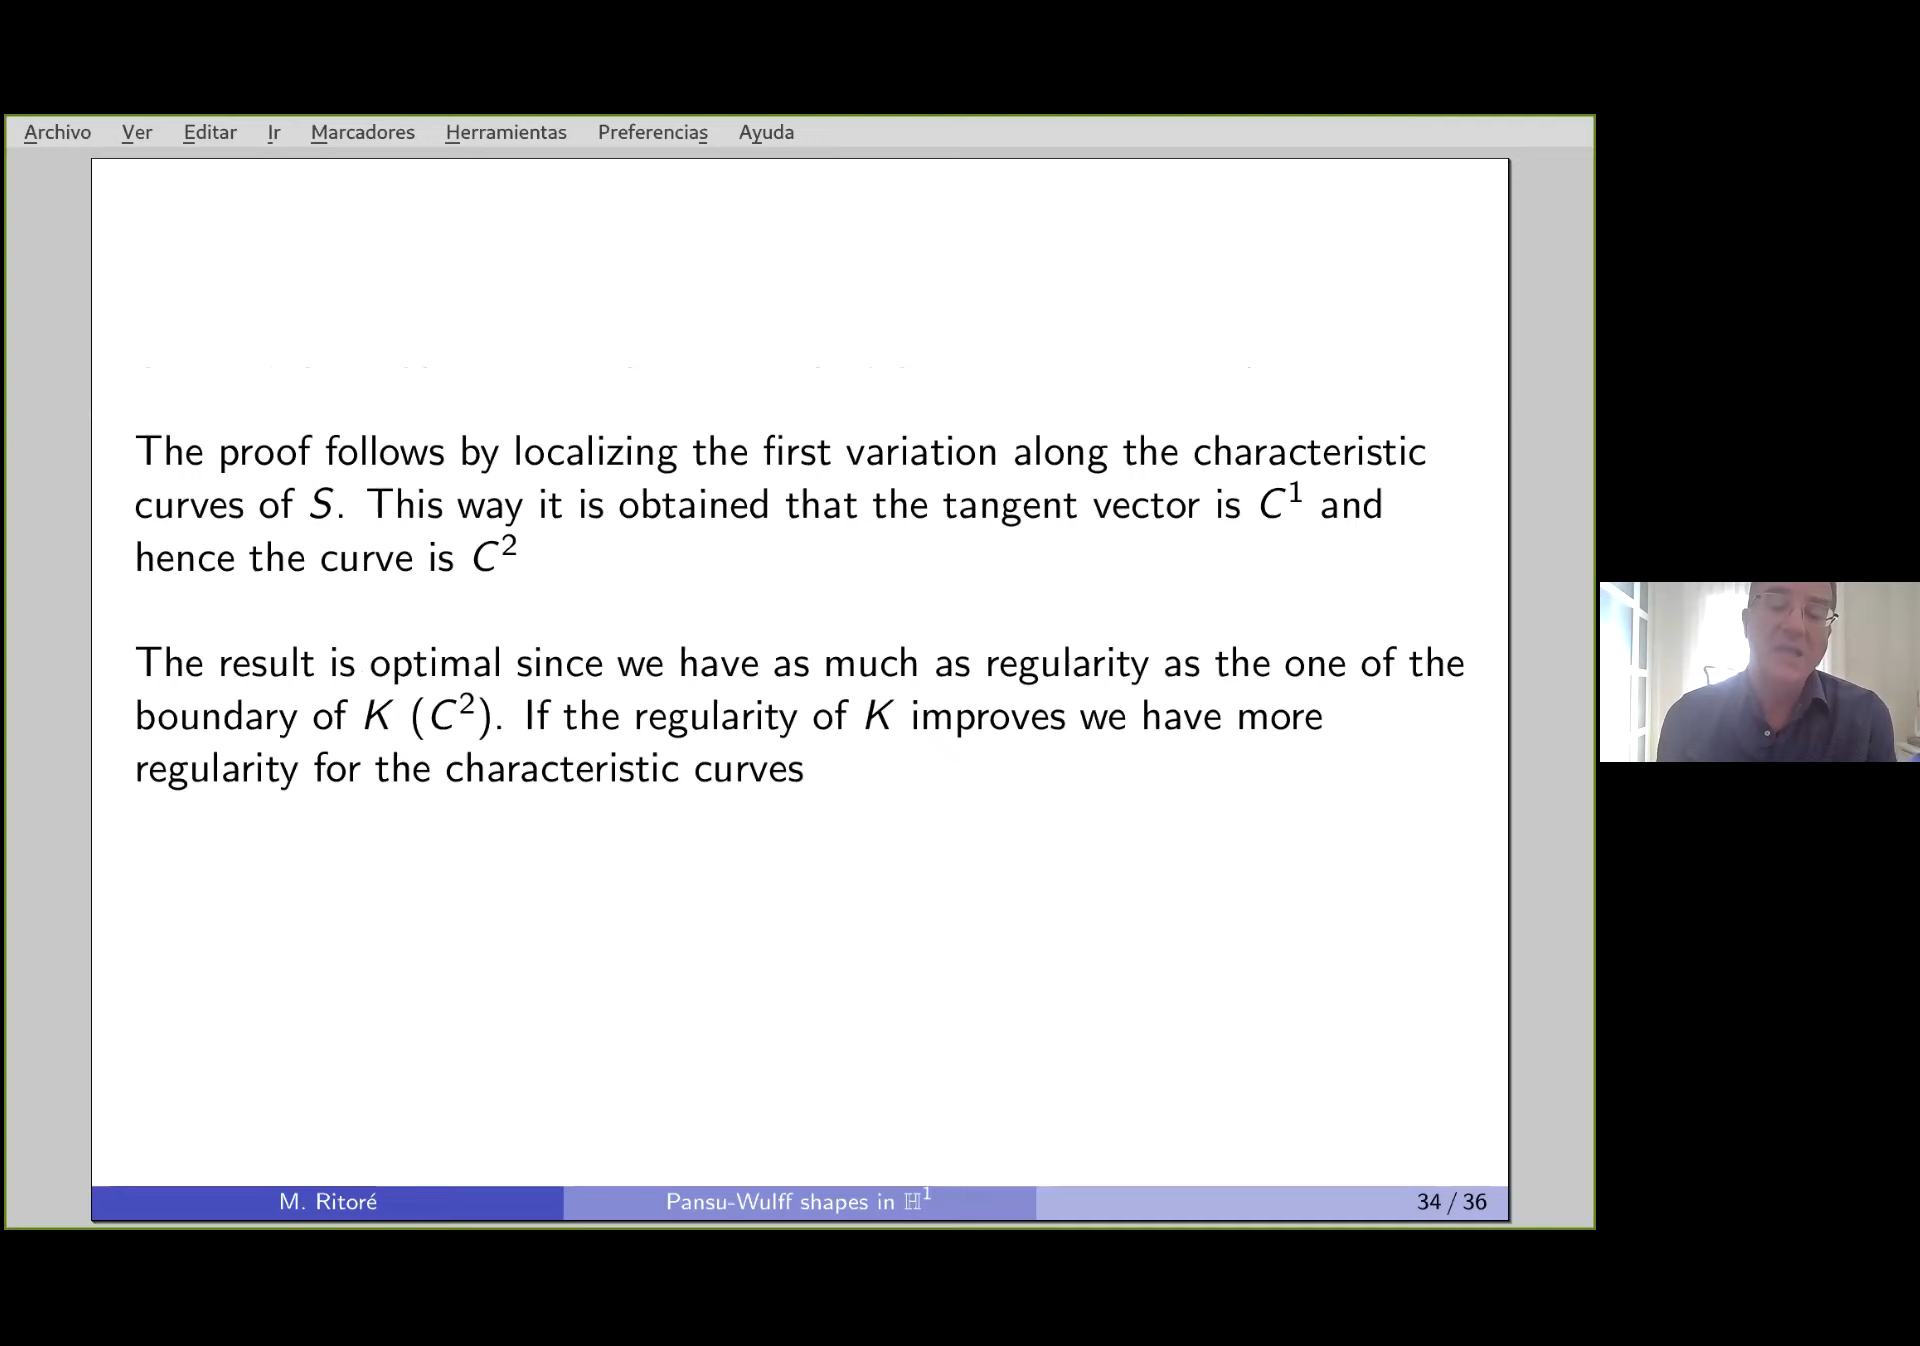 Archivo Ver Editar Ir Marcadores Herramientas Preferencias Ayuda
The proof follows by localizing the first variation along the characteristic
curves of S. This way it is obtained that the tangent vector is C¹ and
hence the curve is C²
The result is optimal since we have as much as regularity as the one of the
boundary of K (C²). If the regularity of K improves we have more
regularity for the characteristic curves
M. Ritoré Pansu-Wulff shapes in ℍ¹ 34 / 36